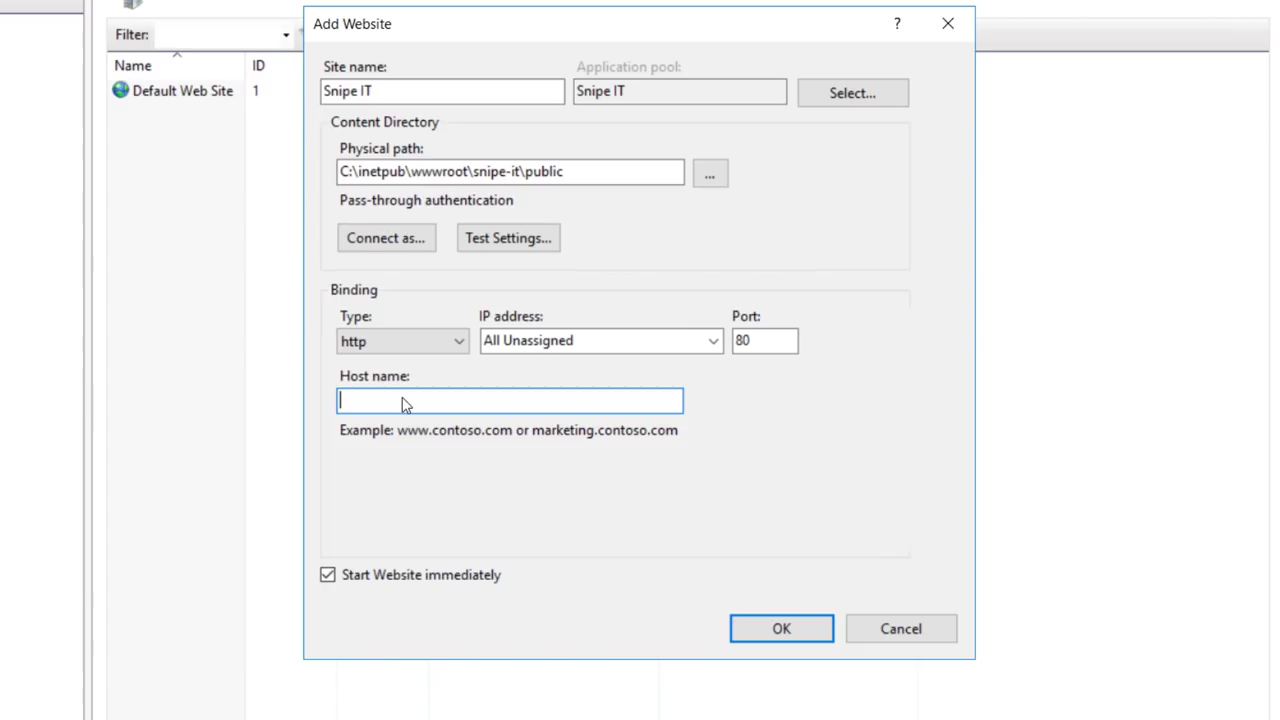 Add Website
?
Filter:
Name
ID
Default Web Site
1
Site name:
Application pool:
Snipe IT
Snipe IT
Select...
Content Directory
Physical path:
C:\inetpub\wwwroot\snipe-it\public
...
Pass-through authentication
Connect as...
Test Settings...
Binding
Type:
IP address:
Port:
http
All Unassigned
80
Host name:
Example: www.contoso.com or marketing.contoso.com
Start Website immediately
OK
Cancel